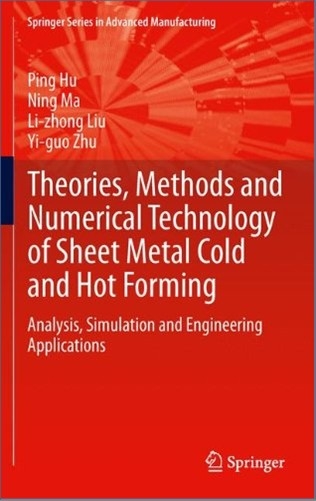 Springer Series in Advanced Manufacturing
Ping Hu
Ning Ma
Li-zhong Liu
Yi-guo Zhu
Theories, Methods and
Numerical Technology
of Sheet Metal Cold
and Hot Forming
Analysis, Simulation and Engineering
Applications
Springer